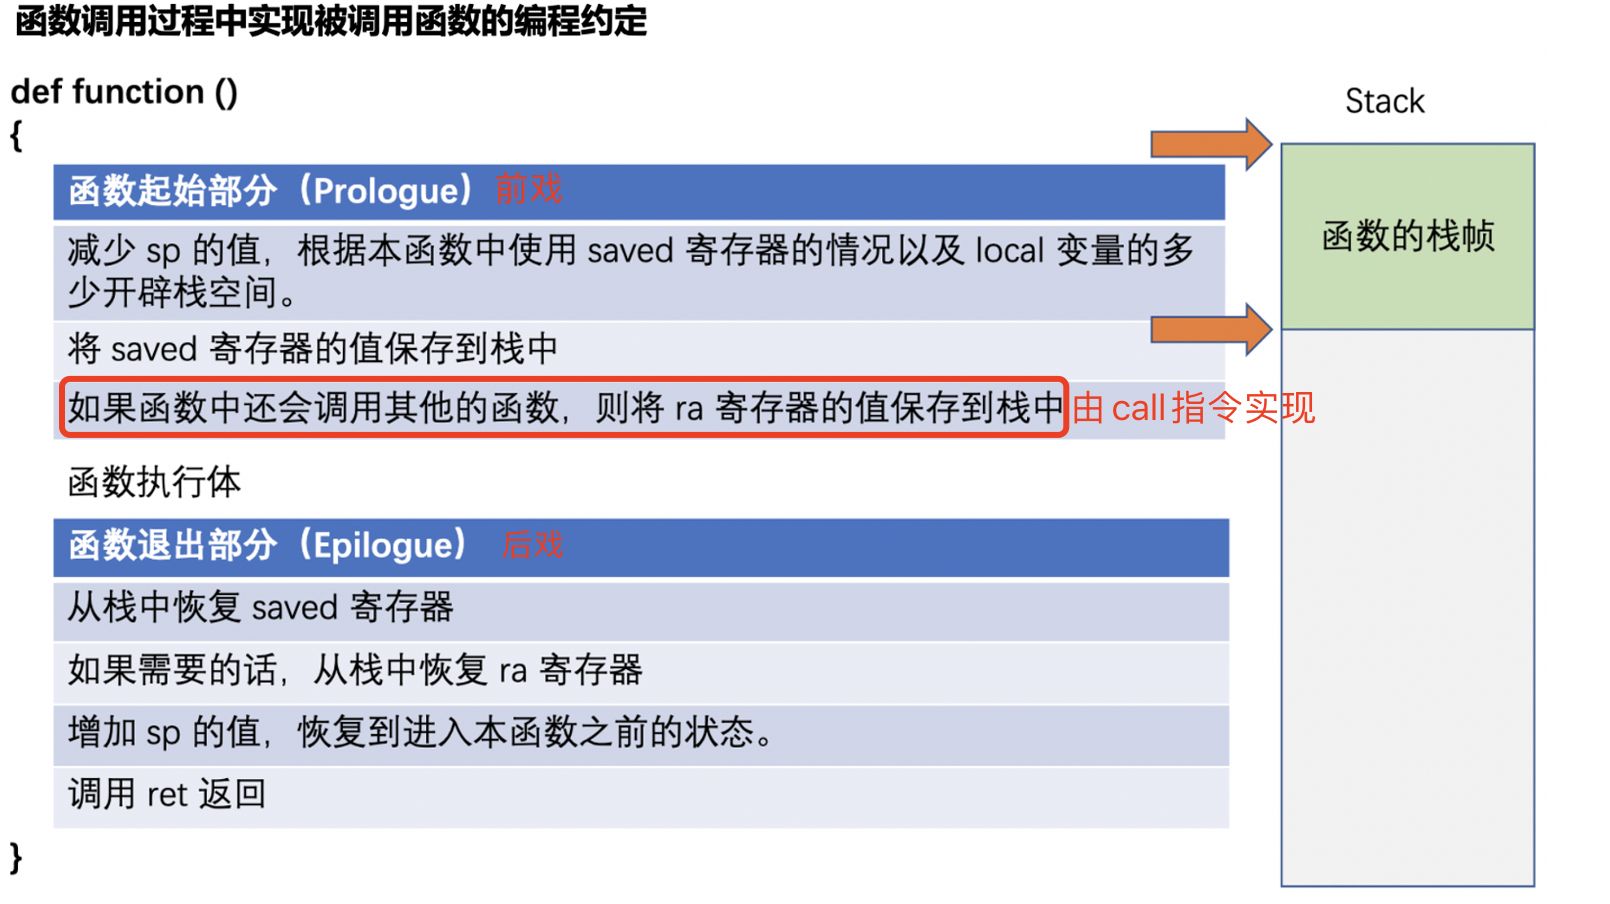 函数调用过程中实现被调用函数的编程约定
def function ()
{
Stack
函数起始部分（Prologue） 前戏
减少 sp 的值，根据本函数中使用 saved 寄存器的情况以及 local 变量的多
少开辟栈空间。
函数的栈帧
将 saved 寄存器的值保存到栈中
如果函数中还会调用其他的函数，则将 ra 寄存器的值保存到栈中 由 call 指令实现
函数执行体
函数退出部分（Epilogue） 后戏
从栈中恢复 saved 寄存器
如果需要的话，从栈中恢复 ra 寄存器
增加 sp 的值，恢复到进入本函数之前的状态。
调用 ret 返回
}